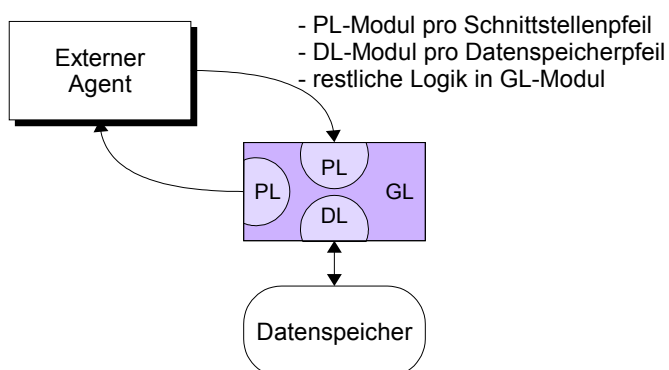 - PL-Modul pro Schnittstellenpfeil
- DL-Modul pro Datenspeicherpfeil
- restliche Logik in GL-Modul
Externer
Agent
PL
PL
GL
DL
Datenspeicher